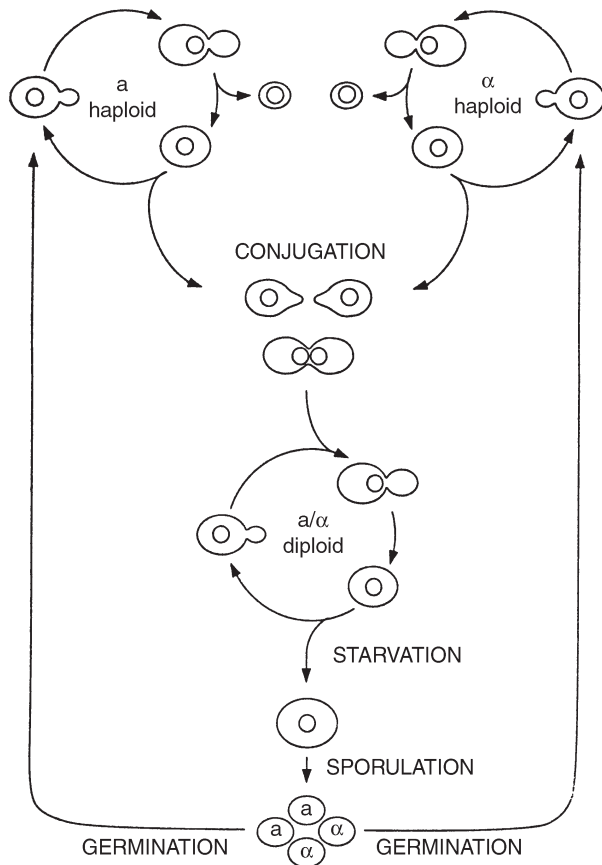 a
haploid
α
haploid
CONJUGATION
a/α
diploid
STARVATION
SPORULATION
a
a
α
α
GERMINATION
GERMINATION